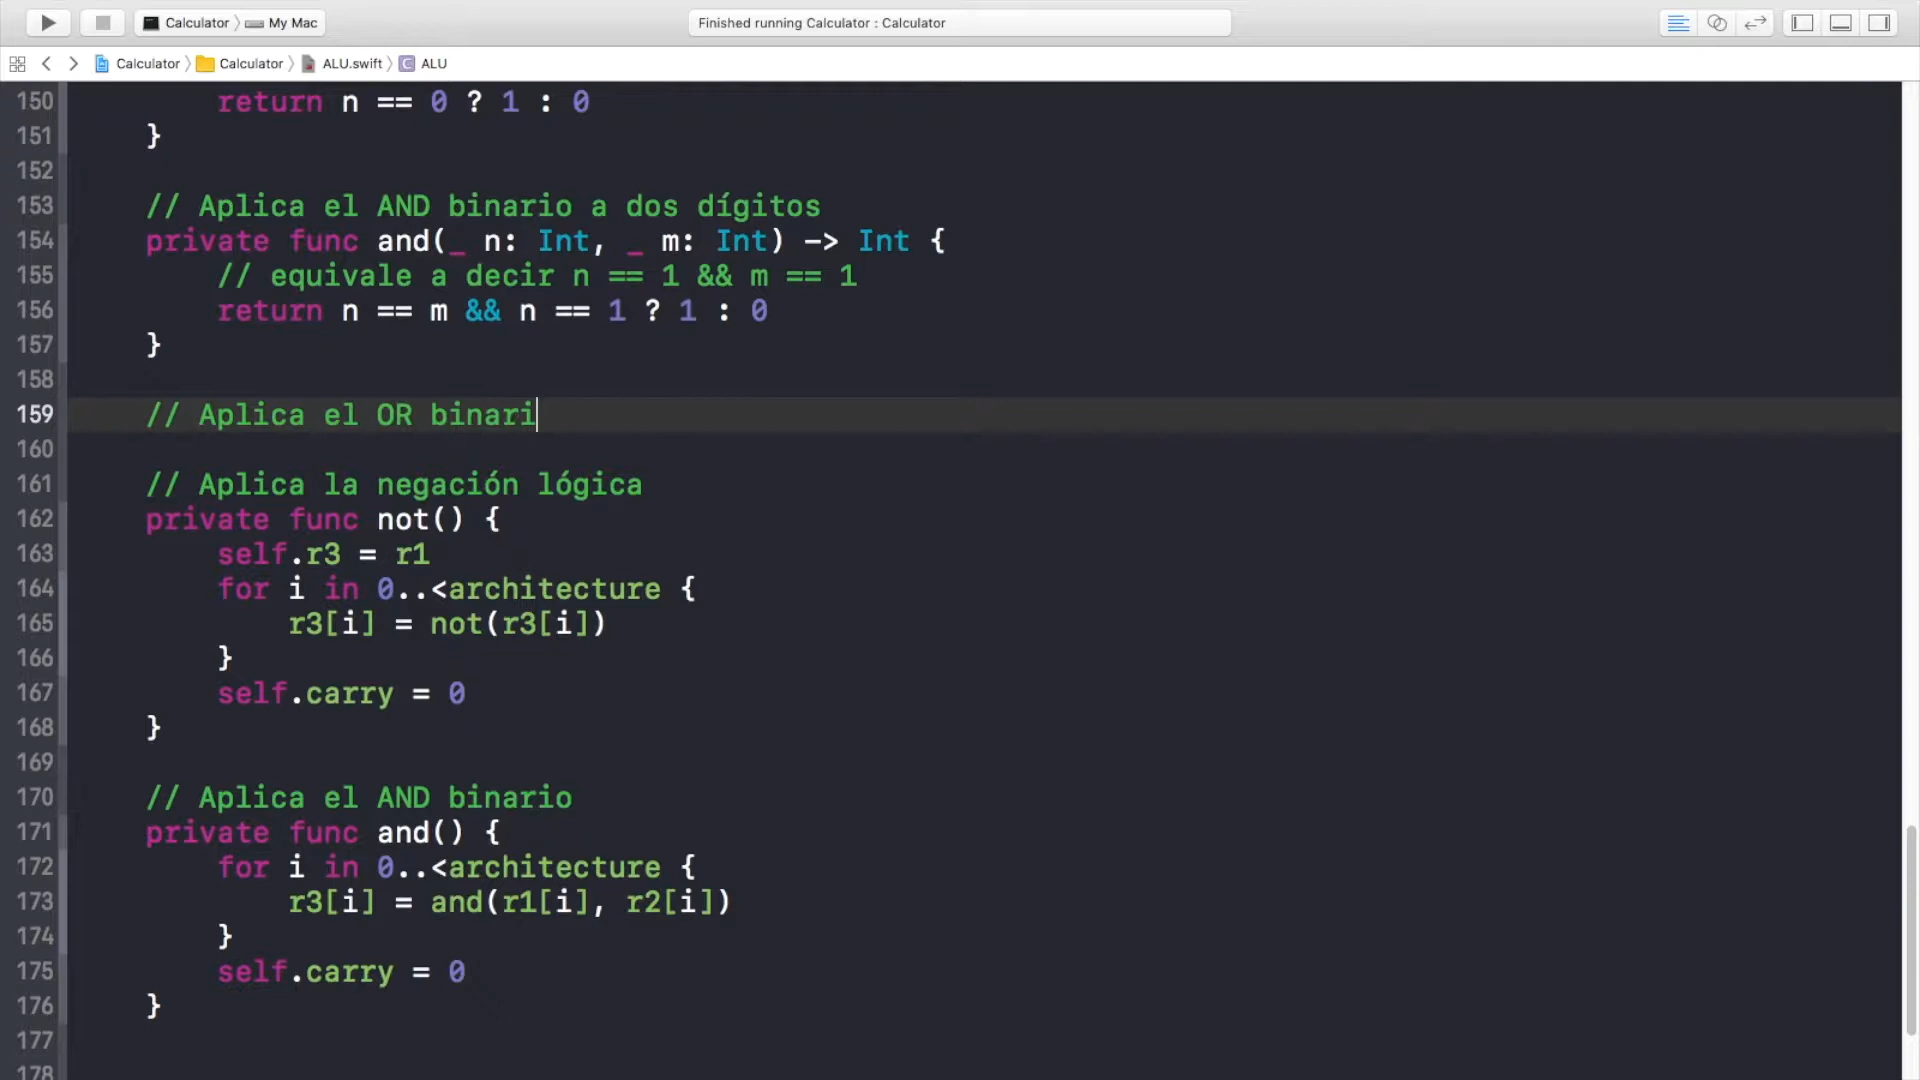 Calculator My Mac Finished running Calculator : Calculator
Calculator Calculator ALU.swift C ALU
150 return n == 0 ? 1 : 0
151 }
152
153 // Aplica el AND binario a dos dígitos
154 private func and(_ n: Int, _ m: Int) -> Int {
155 // equivale a decir n == 1 && m == 1
156 return n == m && n == 1 ? 1 : 0
157 }
158
159 // Aplica el OR binari
160
161 // Aplica la negación lógica
162 private func not() {
163 self.r3 = r1
164 for i in 0..<architecture {
165 r3[i] = not(r3[i])
166 }
167 self.carry = 0
168 }
169
170 // Aplica el AND binario
171 private func and() {
172 for i in 0..<architecture {
173 r3[i] = and(r1[i], r2[i])
174 }
175 self.carry = 0
176 }
177
178